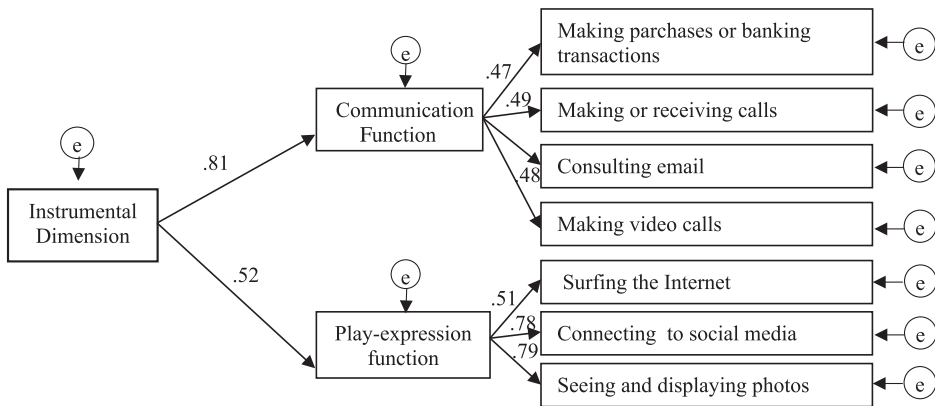 e
Making parchases or banking
transactions
e
.47
Communication
Function
.49
Making or receiving calls
e
e
.81
.48
Consulting email
e
Instrumental
Dimension
Making video calls
e
.52
e
.51
Surfing the Internet
e
Play-expression
function
.78
Connecting to social media
e
.79
Seeing and displaying photos
e